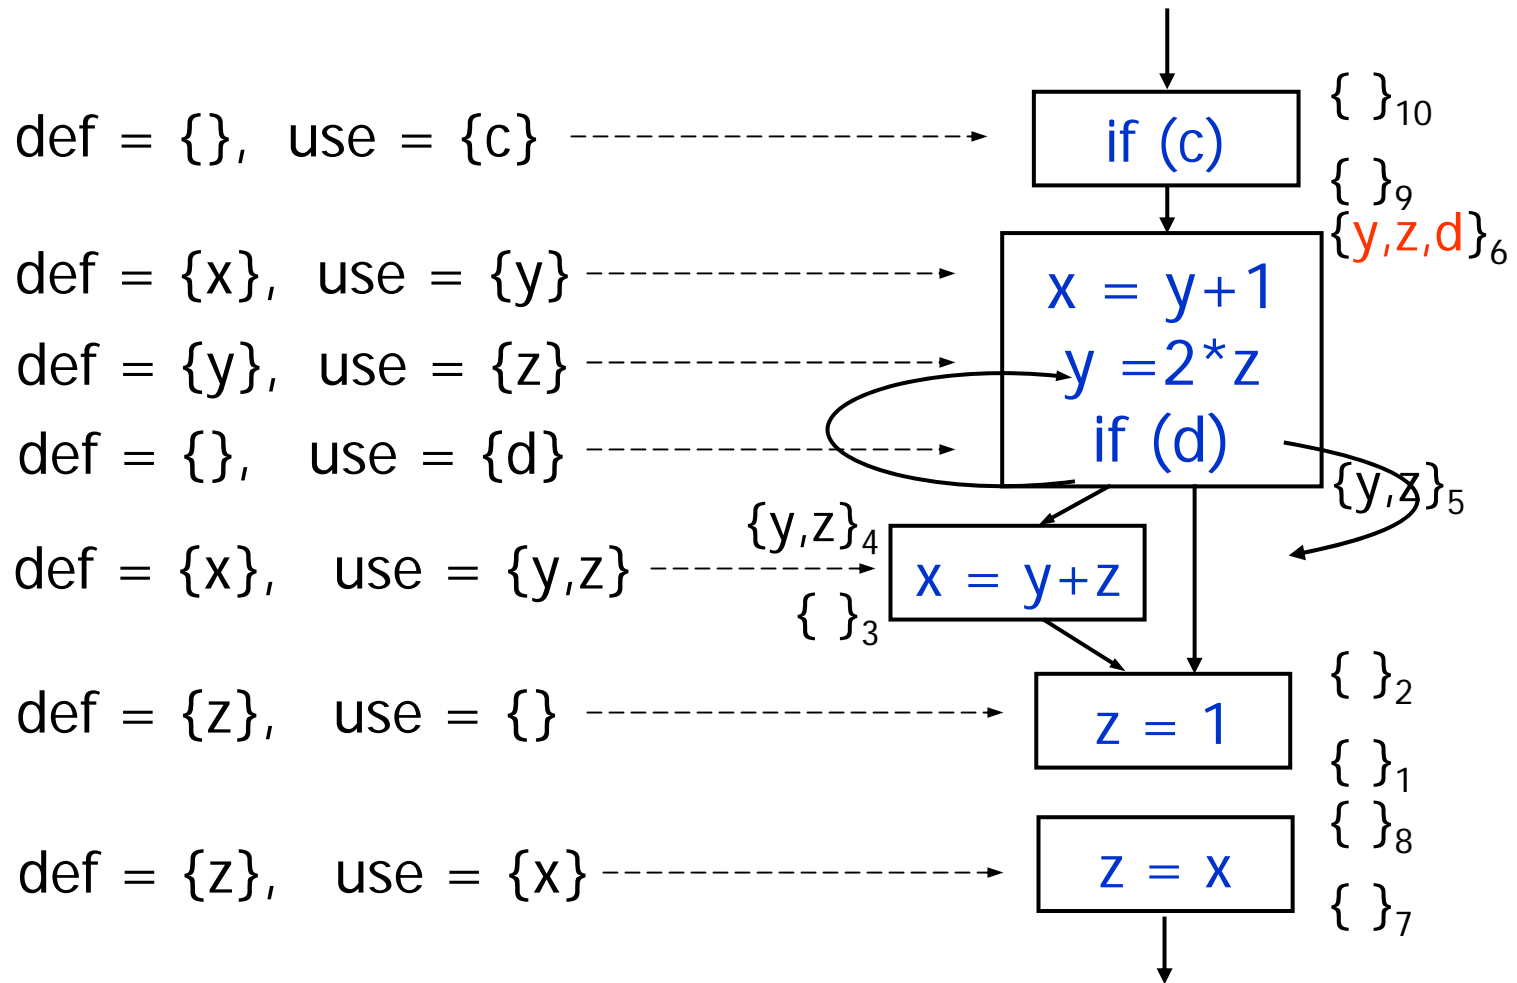 def = {}, use = {c}
if (c)
{ }10
{ }9
{y,z,d}6
def = {x}, use = {y}
x = y+1
def = {y}, use = {z}
y =2*z
def = {}, use = {d}
if (d)
{y,z}5
{y,z}4
def = {x}, use = {y,z}
x = y+z
{ }3
{ }2
def = {z}, use = {}
z = 1
{ }1
{ }8
def = {z}, use = {x}
z = x
{ }7